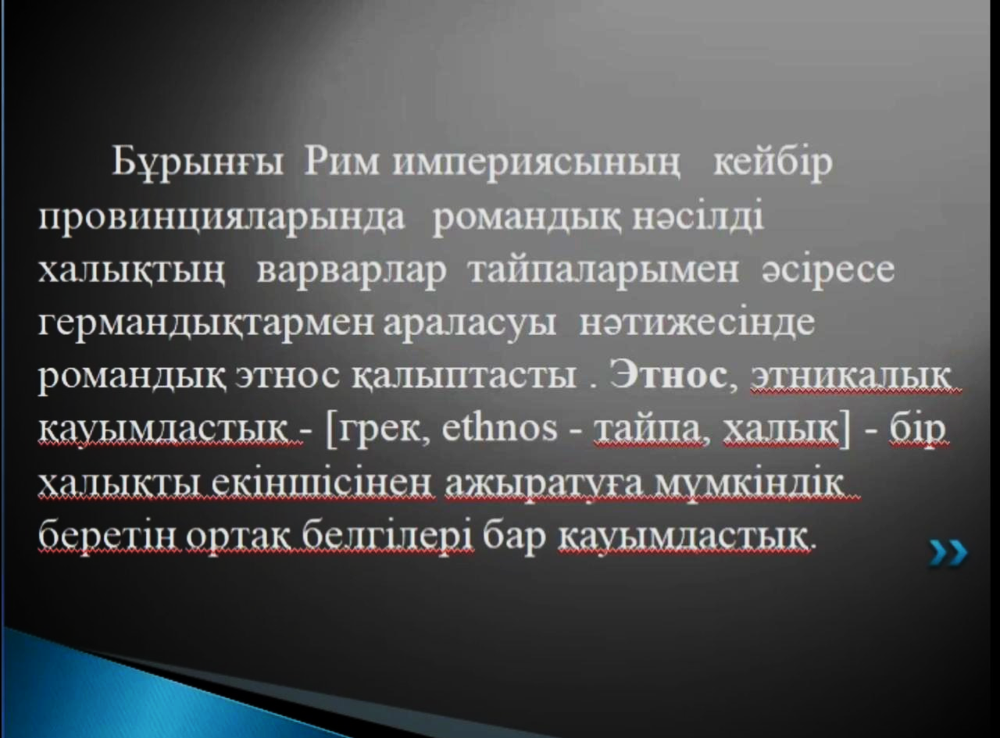 Бұрынғы Рим империясының кейбір
провинцияларында романдық нәсілді
халықтың варварлар тайпаларымен әсіресе
германдықтармен араласуы нәтижесінде
романдық этнос қалыптасты . Этнос, этникалық
қауымдастық - [грек, ethnos - тайпа, халық] - бір
халықты екіншісінен ажыратуға мүмкіндік
беретін ортақ белгілері бар қауымдастық.